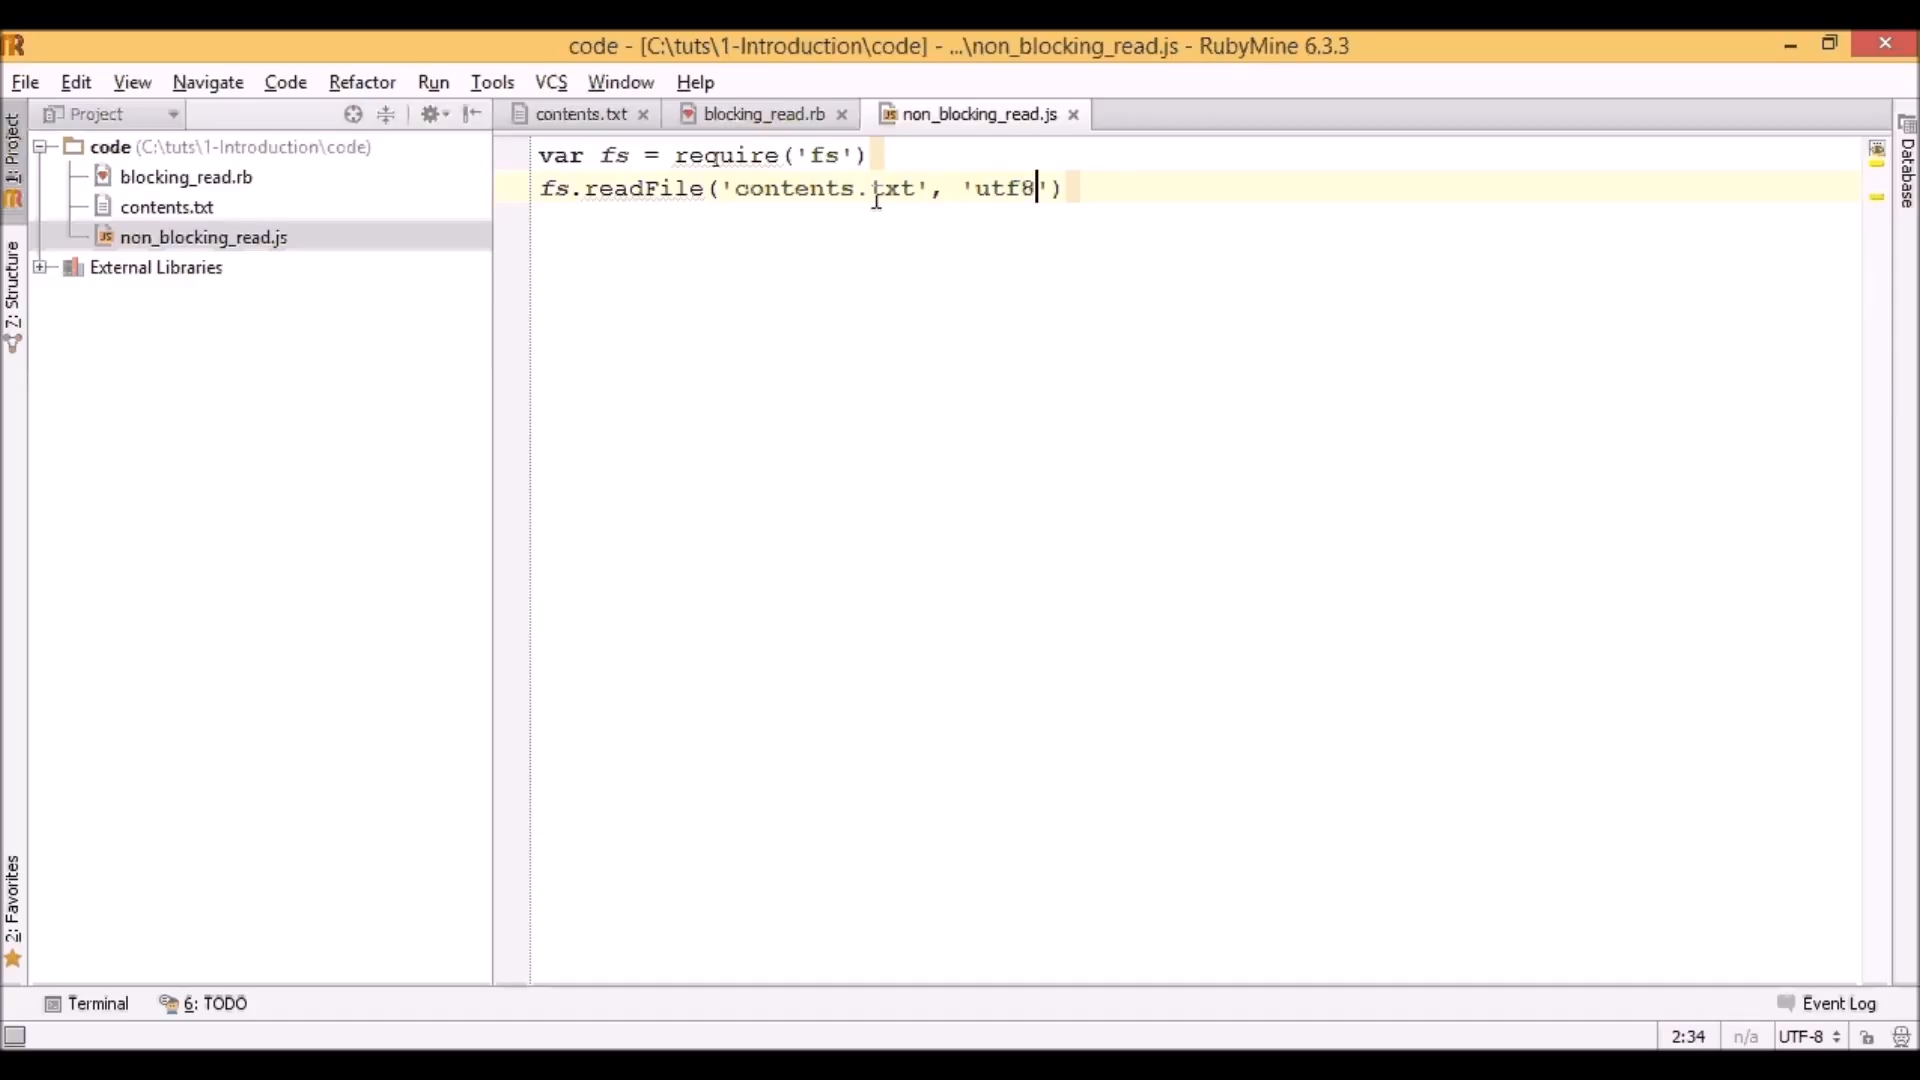 code - [C:\tuts\1-Introduction\code] - ...\non_blocking_read.js - RubyMine 6.3.3
File Edit View Navigate Code Refactor Run Tools VCS Window Help
Project
contents.txt
blocking_read.rb
non_blocking_read.js
1: Project
Z: Structure
2: Favorites
code (C:\tuts\1-Introduction\code)
blocking_read.rb
contents.txt
non_blocking_read.js
External Libraries
var fs = require('fs')
fs.readFile('contents.txt', 'utf8')
Database
Terminal
6: TODO
Event Log
2:34 n/a UTF-8